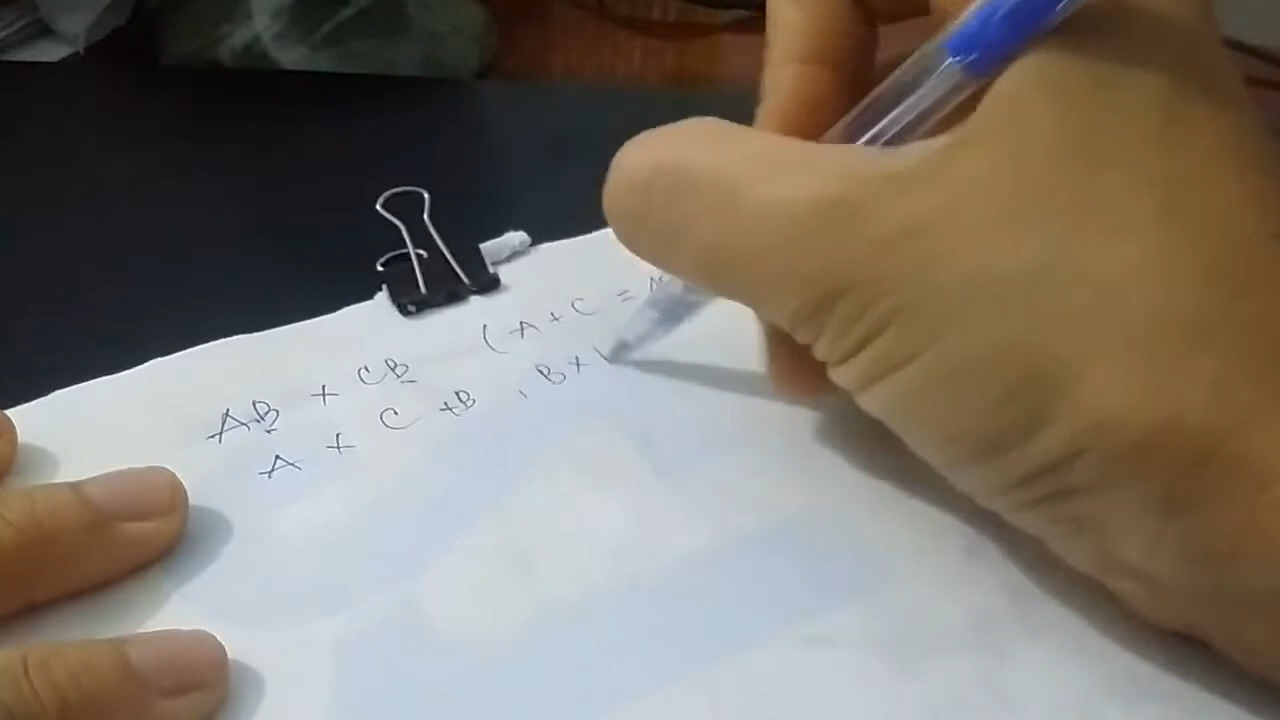 AB + CB (A + C =
A + C + B , B x